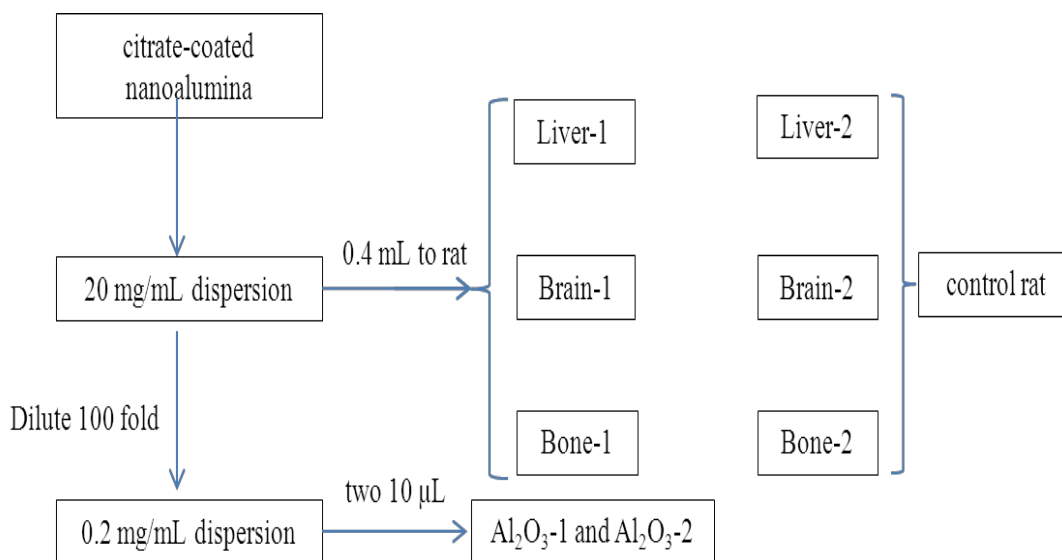 citrate-coated
nanoalumina
Liver-1
Liver-2
0.4 mL to rat
20 mg/mL dispersion
Brain-1
Brain-2
control rat
Dilute 100 fold
Bone-1
Bone-2
two 10 μL
0.2 mg/mL dispersion
Al₂O₃-1 and Al₂O₃-2